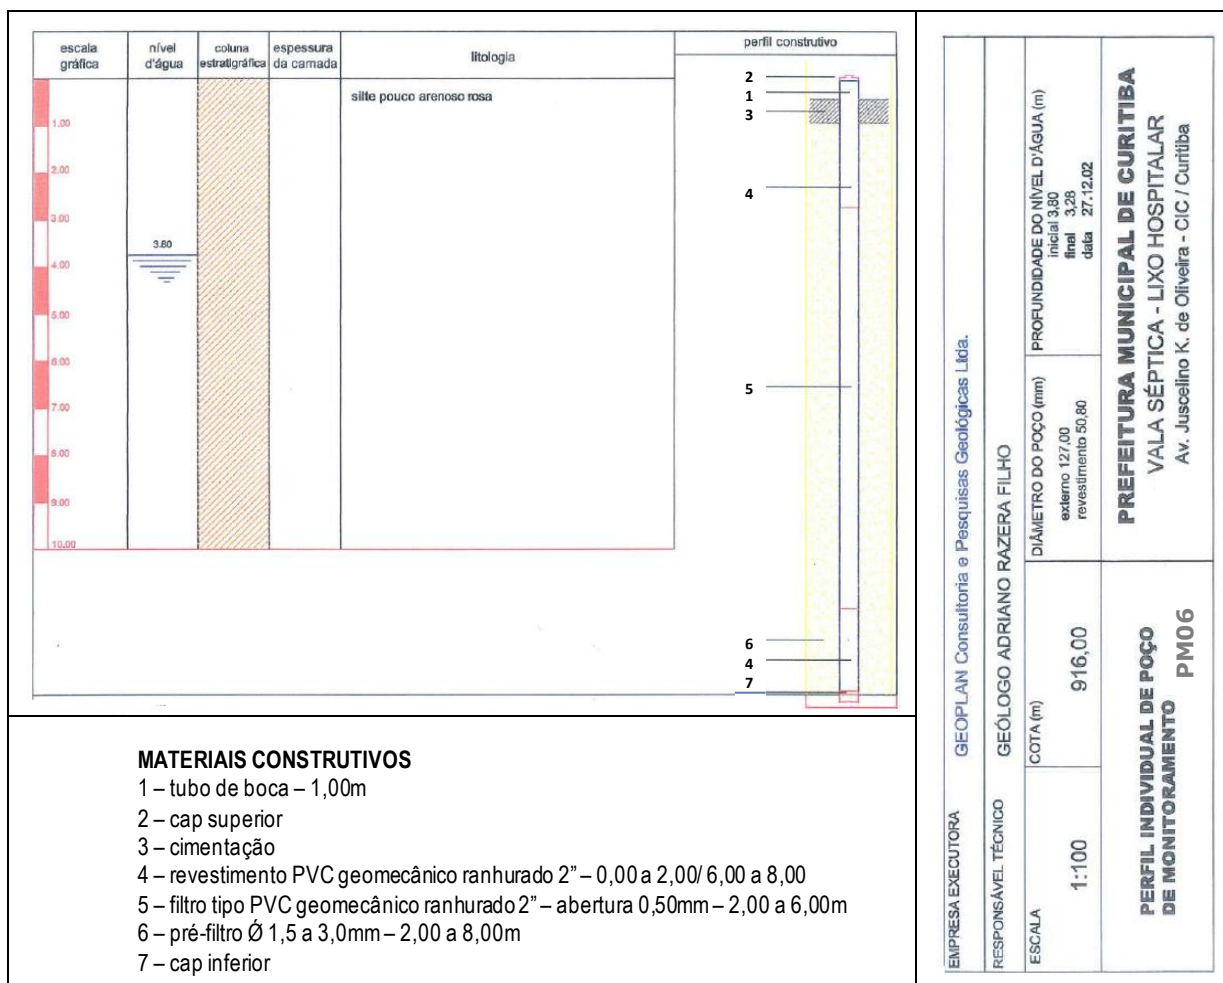 escala gráfica
nível d'água
coluna estratigráfica
espessura da camada
litologia
perfil construtivo
silte pouco arenoso rosa
1.00
2.00
3.00
3.80
4.00
5.00
6.00
7.00
8.00
9.00
10.00
2
1
3
4
5
6
4
7
MATERIAIS CONSTRUTIVOS
1 – tubo de boca – 1,00m
2 – cap superior
3 – cimentação
4 – revestimento PVC geomecânico ranhurado 2” – 0,00 a 2,00/ 6,00 a 8,00
5 – filtro tipo PVC geomecânico ranhurado 2” – abertura 0,50mm – 2,00 a 6,00m
6 – pré-filtro Ø 1,5 a 3,0mm – 2,00 a 8,00m
7 – cap inferior
EMPRESA EXECUTORA
GEOPLAN Consultoria e Pesquisas Geológicas Ltda.
RESPONSÁVEL TÉCNICO
GEÓLOGO ADRIANO RAZERA FILHO
ESCALA
1:100
COTA (m)
916,00
DIÂMETRO DO POÇO (mm)
externo 127,00
revestimento 50,80
PROFUNDIDADE DO NÍVEL D'ÁGUA (m)
inicial 3,80
final 3,28
data 27.12.02
PERFIL INDIVIDUAL DE POÇO
DE MONITORAMENTO
PM06
PREFEITURA MUNICIPAL DE CURITIBA
VALA SÉPTICA - LIXO HOSPITALAR
Av. Juscelino K. de Oliveira - CIC / Curitiba